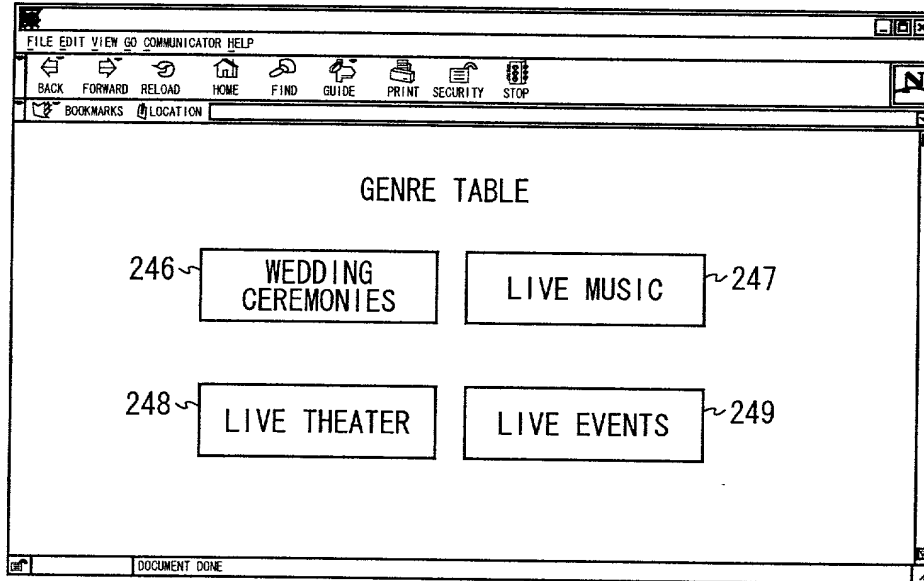 FILE EDIT VIEW GO COMMUNICATOR HELP
BACK FORWARD RELOAD HOME FIND GUIDE PRINT SECURITY STOP
N
BOOKMARKS LOCATION
GENRE TABLE
246
WEDDING
CEREMONIES
LIVE MUSIC
247
248
LIVE THEATER
LIVE EVENTS
249
DOCUMENT DONE